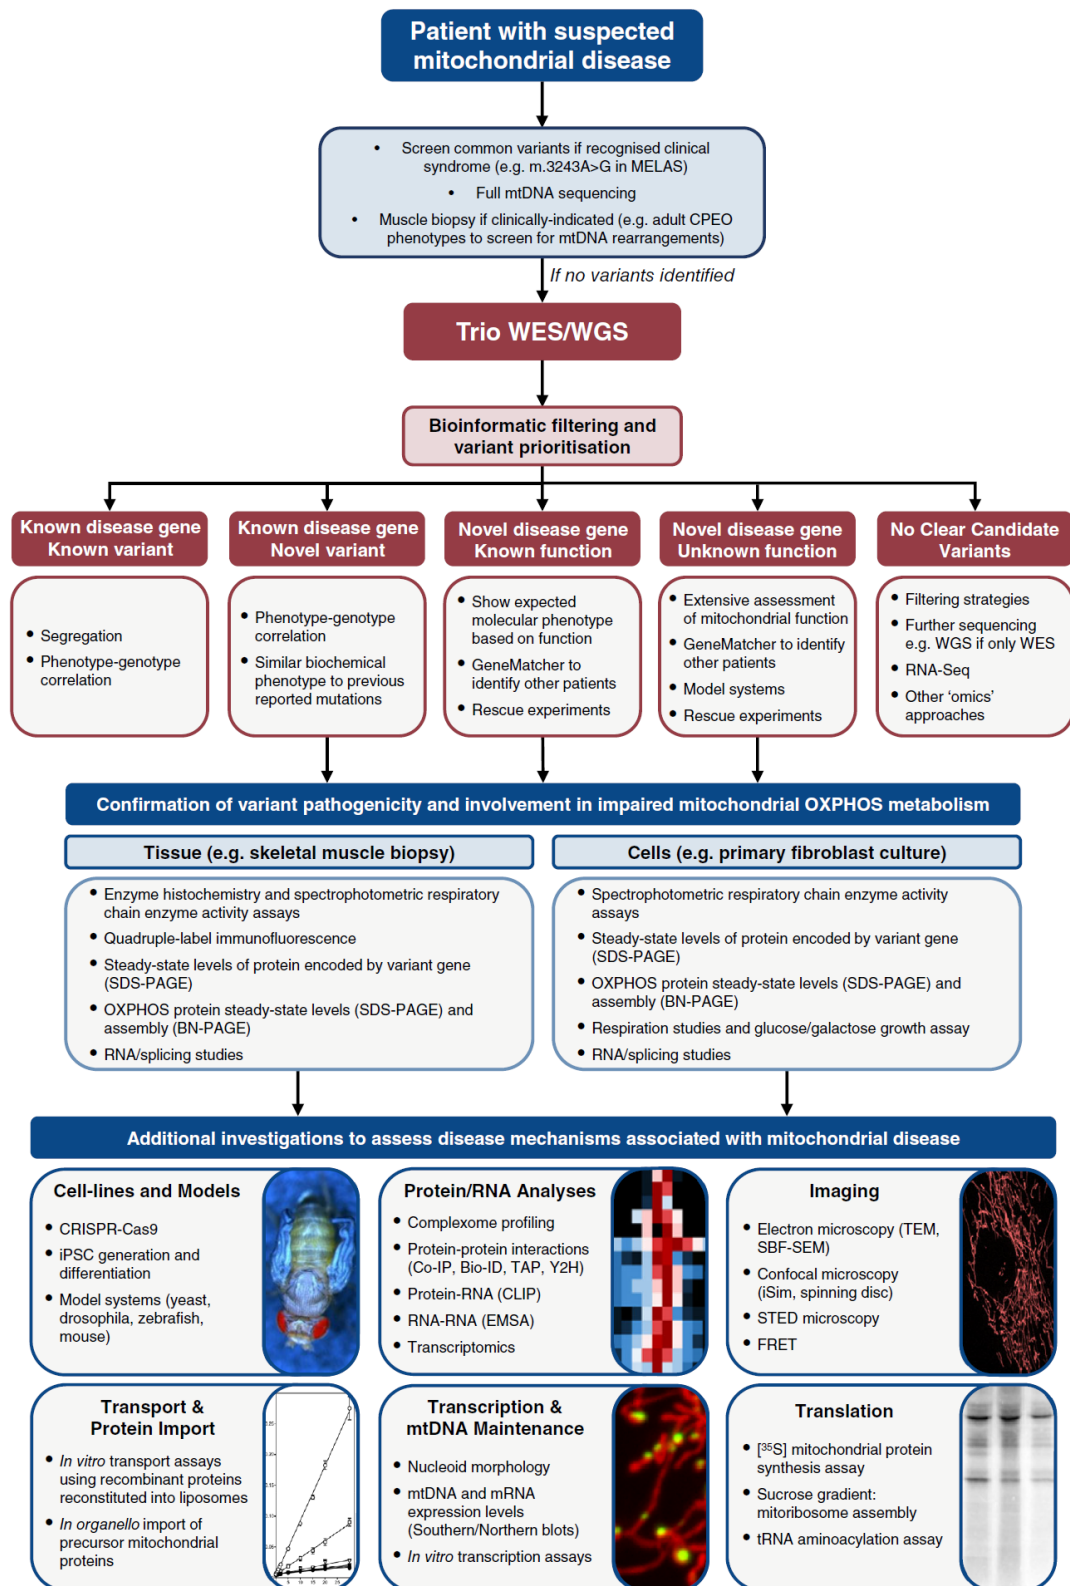 Patient with suspected
mitochondrial disease
• Screen common variants if recognised clinical
syndrome (e.g. m.3243A>G in MELAS)
• Full mtDNA sequencing
• Muscle biopsy if clinically-indicated (e.g. adult CPEO
phenotypes to screen for mtDNA rearrangements)
If no variants identified
Trio WES/WGS
Bioinformatic filtering and
variant prioritisation
Known disease gene
Known variant
• Segregation
• Phenotype-genotype
correlation
Known disease gene
Novel variant
• Phenotype-genotype
correlation
• Similar biochemical
phenotype to previous
reported mutations
Novel disease gene
Known function
• Show expected
molecular phenotype
based on function
• GeneMatcher to
identify other patients
• Rescue experiments
Novel disease gene
Unknown function
• Extensive assessment
of mitochondrial function
• GeneMatcher to identify
other patients
• Model systems
• Rescue experiments
No Clear Candidate
Variants
• Filtering strategies
• Further sequencing
e.g. WGS if only WES
• RNA-Seq
• Other ‘omics’
approaches
Confirmation of variant pathogenicity and involvement in impaired mitochondrial OXPHOS metabolism
Tissue (e.g. skeletal muscle biopsy)
• Enzyme histochemistry and spectrophotometric respiratory
chain enzyme activity assays
• Quadruple-label immunofluorescence
• Steady-state levels of protein encoded by variant gene
(SDS-PAGE)
• OXPHOS protein steady-state levels (SDS-PAGE) and
assembly (BN-PAGE)
• RNA/splicing studies
Cells (e.g. primary fibroblast culture)
• Spectrophotometric respiratory chain enzyme activity
assays
• Steady-state levels of protein encoded by variant gene
(SDS-PAGE)
• OXPHOS protein steady-state levels (SDS-PAGE) and
assembly (BN-PAGE)
• Respiration studies and glucose/galactose growth assay
• RNA/splicing studies
Additional investigations to assess disease mechanisms associated with mitochondrial disease
Cell-lines and Models
• CRISPR-Cas9
• iPSC generation and
differentiation
• Model systems (yeast,
drosophila, zebrafish,
mouse)
Protein/RNA Analyses
• Complexome profiling
• Protein-protein interactions
(Co-IP, Bio-ID, TAP, Y2H)
• Protein-RNA (CLIP)
• RNA-RNA (EMSA)
• Transcriptomics
Imaging
• Electron microscopy (TEM,
SBF-SEM)
• Confocal microscopy
(iSim, spinning disc)
• STED microscopy
• FRET
Transport &
Protein Import
• In vitro transport assays
using recombinant proteins
reconstituted into liposomes
• In organello import of
precursor mitochondrial
proteins
Transcription &
mtDNA Maintenance
• Nucleoid morphology
• mtDNA and mRNA
expression levels
(Southern/Northern blots)
• In vitro transcription assays
Translation
• [³⁵S] mitochondrial protein
synthesis assay
• Sucrose gradient:
mitoribosome assembly
• tRNA aminoacylation assay